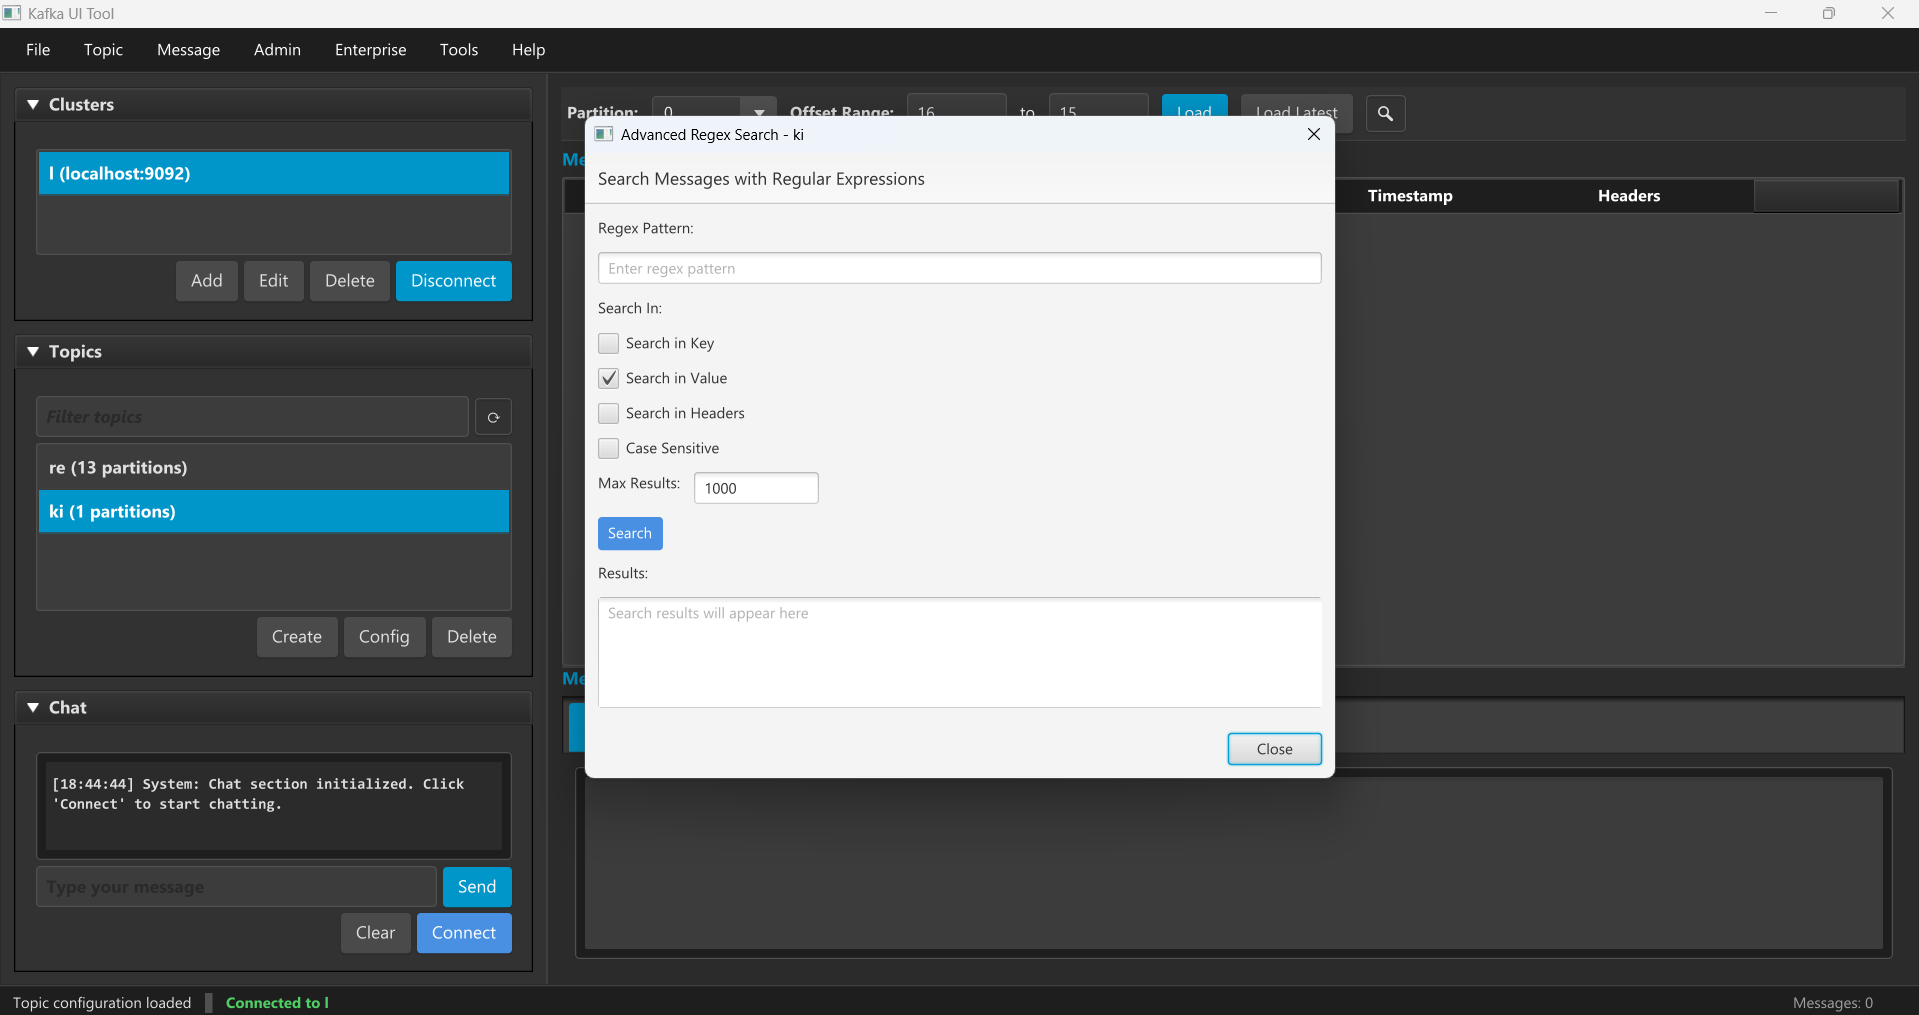 Kafka UI Tool
File Topic Message Admin Enterprise Tools Help
Clusters
l (localhost:9092)
Add Edit Delete Disconnect
Topics
Filter topics
re (13 partitions)
ki (1 partitions)
Create Config Delete
Chat
[18:44:44] System: Chat section initialized. Click
'Connect' to start chatting.
Type your message
Send
Clear Connect
Partition: 0 Offset Range: 16 to 15 Load Load Latest
Me
Timestamp Headers
Me
Advanced Regex Search - ki
Search Messages with Regular Expressions
Regex Pattern:
Enter regex pattern
Search In:
Search in Key
Search in Value
Search in Headers
Case Sensitive
Max Results: 1000
Search
Results:
Search results will appear here
Close
Topic configuration loaded Connected to l Messages: 0